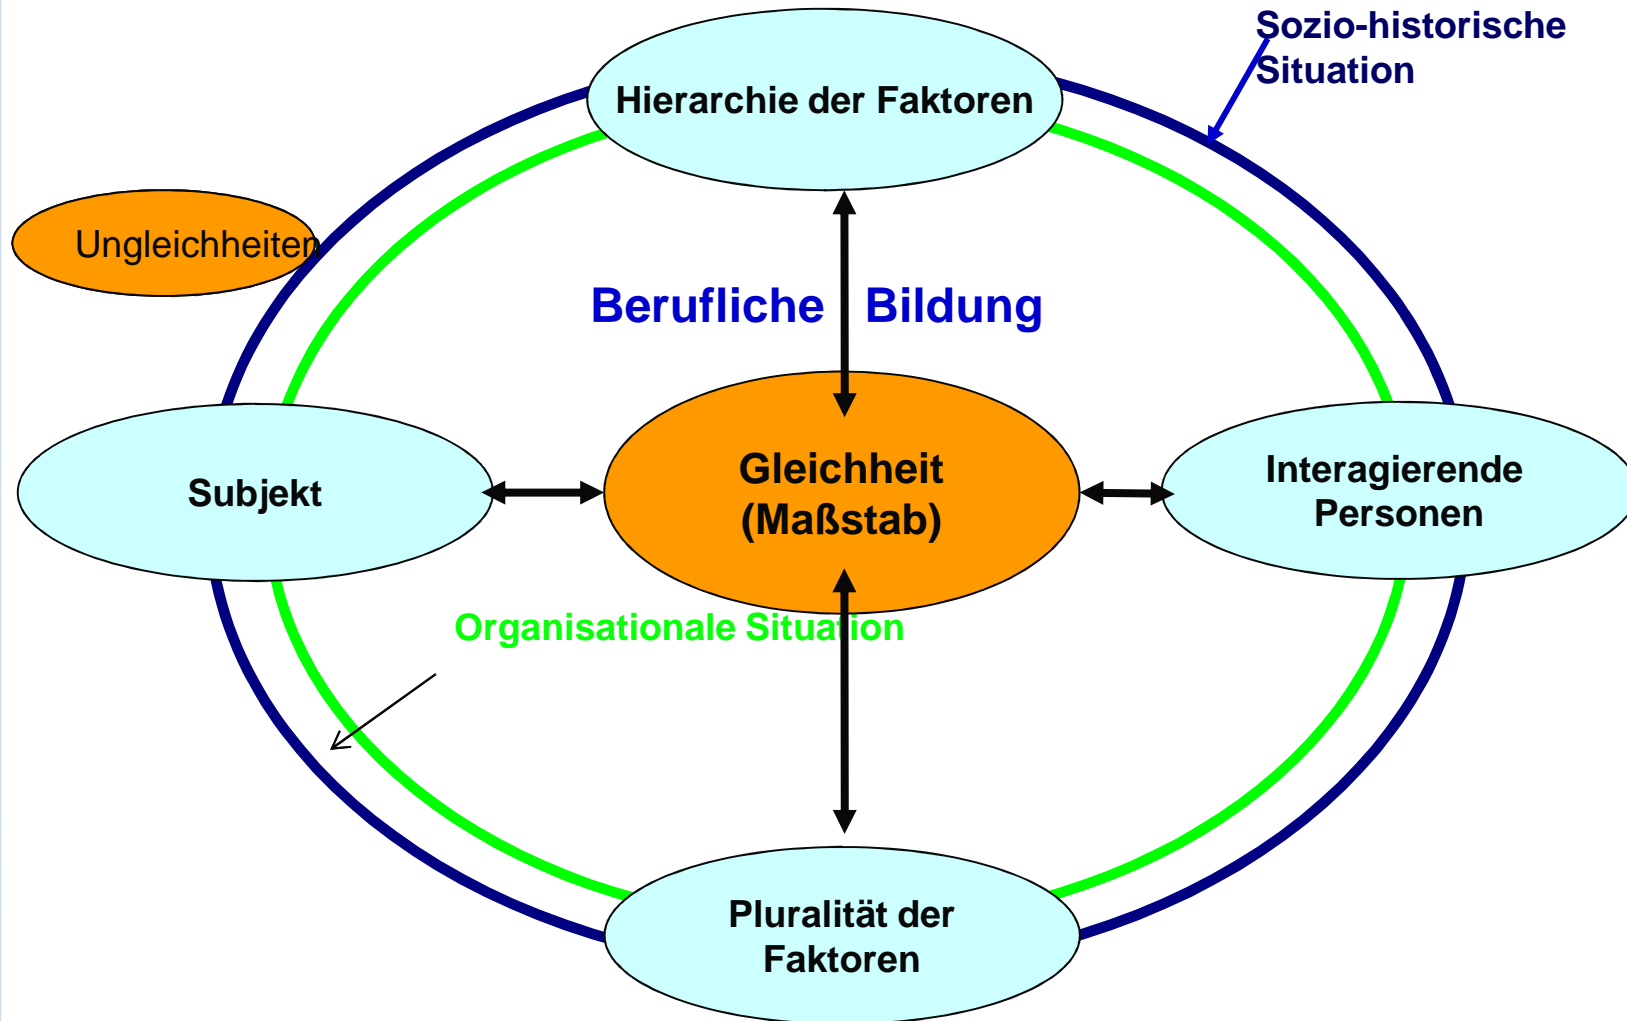 Sozio-historische
Situation
Hierarchie der Faktoren
Ungleichheiten
Berufliche Bildung
Gleichheit
(Maßstab)
Subjekt
Interagierende
Personen
Organisationale Situation
Pluralität der
Faktoren